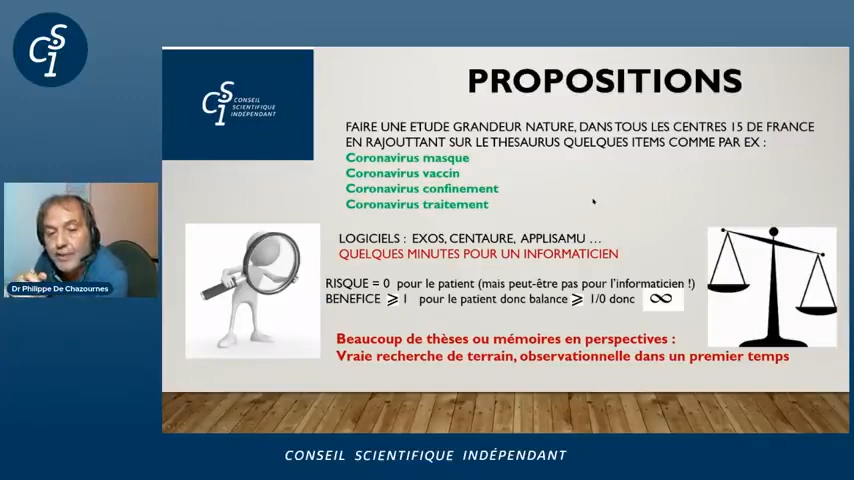 CSI
CSI CONSEIL
SCIENTIFIQUE
INDÉPENDANT
PROPOSITIONS
FAIRE UNE ETUDE GRANDEUR NATURE, DANS TOUS LES CENTRES 15 DE FRANCE
EN RAJOUTTANT SUR LE THESAURUS QUELQUES ITEMS COMME PAR EX :
Coronavirus masque
Coronavirus vaccin
Coronavirus confinement
Coronavirus traitement
LOGICIELS : EXOS, CENTAURE, APPLISAMU …
QUELQUES MINUTES POUR UN INFORMATICIEN
RISQUE = 0 pour le patient (mais peut-être pas pour l'informaticien !)
BENEFICE ⩾ 1 pour le patient donc balance ⩾ 1/0 donc ∞
Beaucoup de thèses ou mémoires en perspectives :
Vraie recherche de terrain, observationnelle dans un premier temps
Dr Philippe De Chazournes
CONSEIL SCIENTIFIQUE INDÉPENDANT